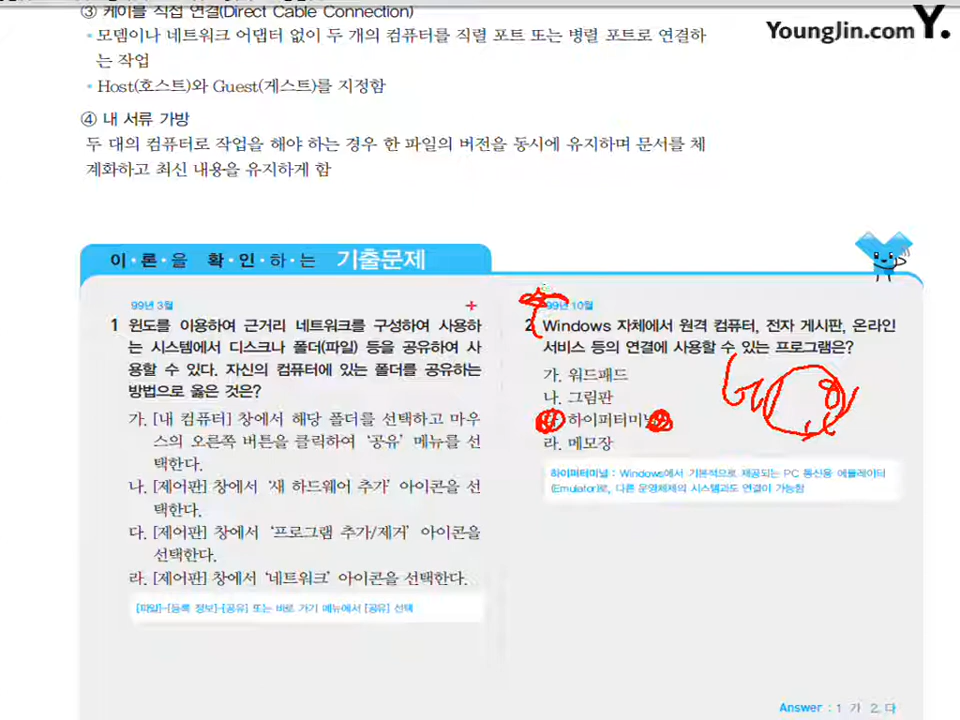 ③ 케이블 직접 연결(Direct Cable Connection)
YoungJin.com Y.
• 모뎀이나 네트워크 어댑터 없이 두 개의 컴퓨터를 직렬 포트 또는 병렬 포트로 연결하
는 작업
• Host(호스트)와 Guest(게스트)를 지정함
④ 내 서류 가방
두 대의 컴퓨터로 작업을 해야 하는 경우 한 파일의 버전을 동시에 유지하며 문서를 체
계화하고 최신 내용을 유지하게 함
이·론·을 확·인·하·는 기출문제
99년 3월
1 윈도를 이용하여 근거리 네트워크를 구성하여 사용하
는 시스템에서 디스크나 폴더(파일) 등을 공유하여 사
용할 수 있다. 자신의 컴퓨터에 있는 폴더를 공유하는
방법으로 옳은 것은?
가. [내 컴퓨터] 창에서 해당 폴더를 선택하고 마우
스의 오른쪽 버튼을 클릭하여 '공유' 메뉴를 선
택한다.
나. [제어판] 창에서 '새 하드웨어 추가' 아이콘을 선
택한다.
다. [제어판] 창에서 '프로그램 추가/제거' 아이콘을
선택한다.
라. [제어판] 창에서 '네트워크' 아이콘을 선택한다.
[파일]-[등록 정보]-[공유] 또는 바로 가기 메뉴에서 [공유] 선택
99년 10월
2 Windows 자체에서 원격 컴퓨터, 전자 게시판, 온라인
서비스 등의 연결에 사용할 수 있는 프로그램은?
가. 워드패드
나. 그림판
하이퍼터미널
라. 메모장
하이퍼터미널 : Windows에서 기본적으로 제공되는 PC 통신용 에뮬레이터
(Emulator)로, 다른 운영체제의 시스템과도 연결이 가능함
Answer : 1 가 2 다